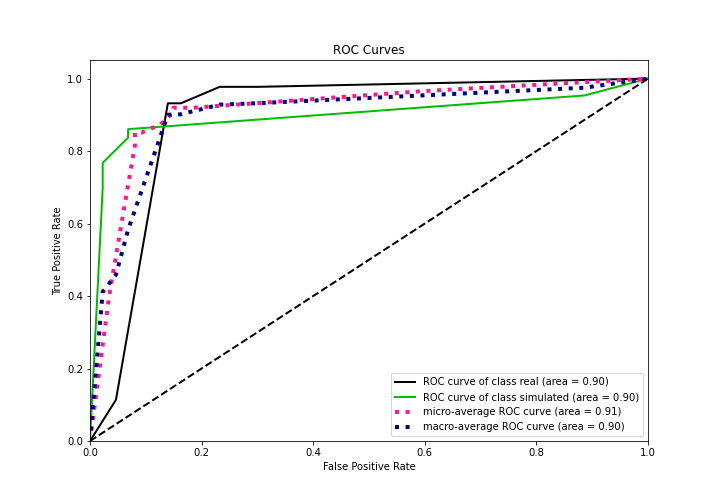 ROC Curves
True Positive Rate
1.0
0.8
0.6
0.4
0.2
0.0
0.0 0.2 0.4 0.6 0.8 1.0
False Positive Rate
ROC curve of class real (area = 0.90)
ROC curve of class simulated (area = 0.90)
micro-average ROC curve (area = 0.91)
macro-average ROC curve (area = 0.90)